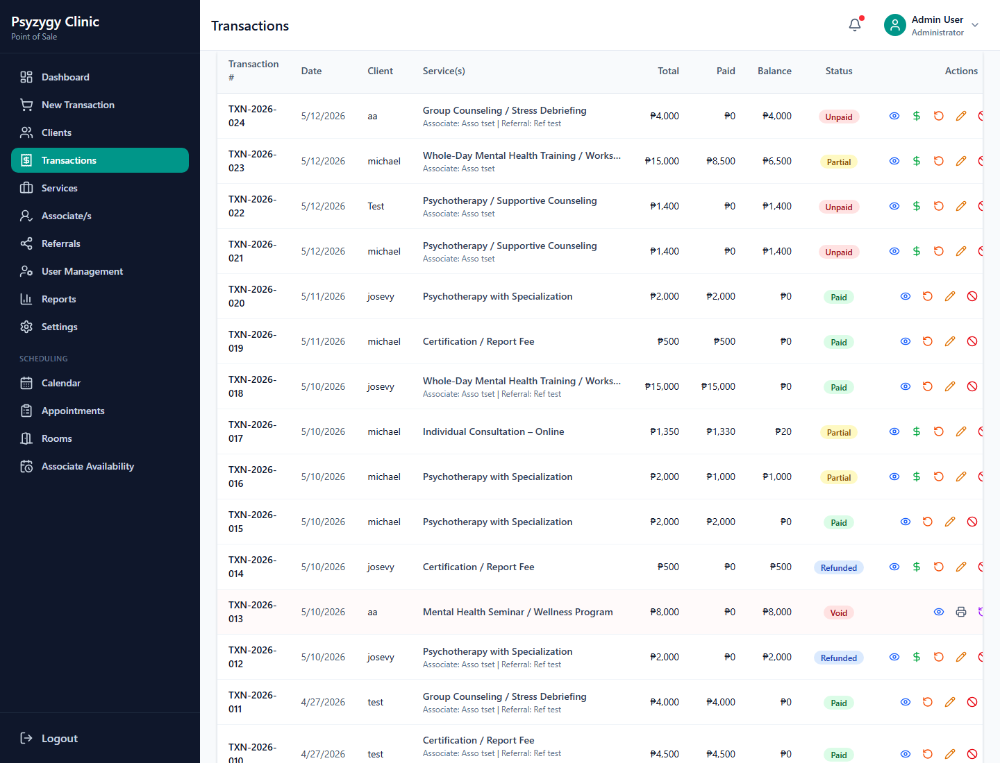 Psyzygy Clinic
Point of Sale
Dashboard
New Transaction
Clients
Transactions
Services
Associate/s
Referrals
User Management
Reports
Settings
SCHEDULING
Calendar
Appointments
Rooms
Associate Availability
Logout
Transactions
Admin User
Administrator
Transaction # Date Client Service(s) Total Paid Balance Status Actions
TXN-2026-024 5/12/2026 aa Group Counseling / Stress Debriefing ₱4,000 ₱0 ₱4,000 Unpaid
Associate: Asso tset | Referral: Ref test
TXN-2026-023 5/12/2026 michael Whole-Day Mental Health Training / Works... ₱15,000 ₱8,500 ₱6,500 Partial
Associate: Asso tset
TXN-2026-022 5/12/2026 Test Psychotherapy / Supportive Counseling ₱1,400 ₱0 ₱1,400 Unpaid
Associate: Asso tset
TXN-2026-021 5/12/2026 michael Psychotherapy / Supportive Counseling ₱1,400 ₱0 ₱1,400 Unpaid
Associate: Asso tset
TXN-2026-020 5/11/2026 josevy Psychotherapy with Specialization ₱2,000 ₱2,000 ₱0 Paid
TXN-2026-019 5/11/2026 michael Certification / Report Fee ₱500 ₱500 ₱0 Paid
TXN-2026-018 5/10/2026 josevy Whole-Day Mental Health Training / Works... ₱15,000 ₱15,000 ₱0 Paid
Associate: Asso tset | Referral: Ref test
TXN-2026-017 5/10/2026 michael Individual Consultation – Online ₱1,350 ₱1,330 ₱20 Partial
TXN-2026-016 5/10/2026 michael Psychotherapy with Specialization ₱2,000 ₱1,000 ₱1,000 Partial
TXN-2026-015 5/10/2026 michael Psychotherapy with Specialization ₱2,000 ₱2,000 ₱0 Paid
TXN-2026-014 5/10/2026 josevy Certification / Report Fee ₱500 ₱0 ₱500 Refunded
TXN-2026-013 5/10/2026 aa Mental Health Seminar / Wellness Program ₱8,000 ₱0 ₱8,000 Void
TXN-2026-012 5/10/2026 josevy Psychotherapy with Specialization ₱2,000 ₱0 ₱2,000 Refunded
Associate: Asso tset | Referral: Ref test
TXN-2026-011 4/27/2026 test Group Counseling / Stress Debriefing ₱4,000 ₱4,000 ₱0 Paid
Associate: Asso tset | Referral: Ref test
TXN-2026-010 4/27/2026 test Certification / Report Fee ₱4,500 ₱4,500 ₱0 Paid
Associate: Asso tset | Referral: Ref test